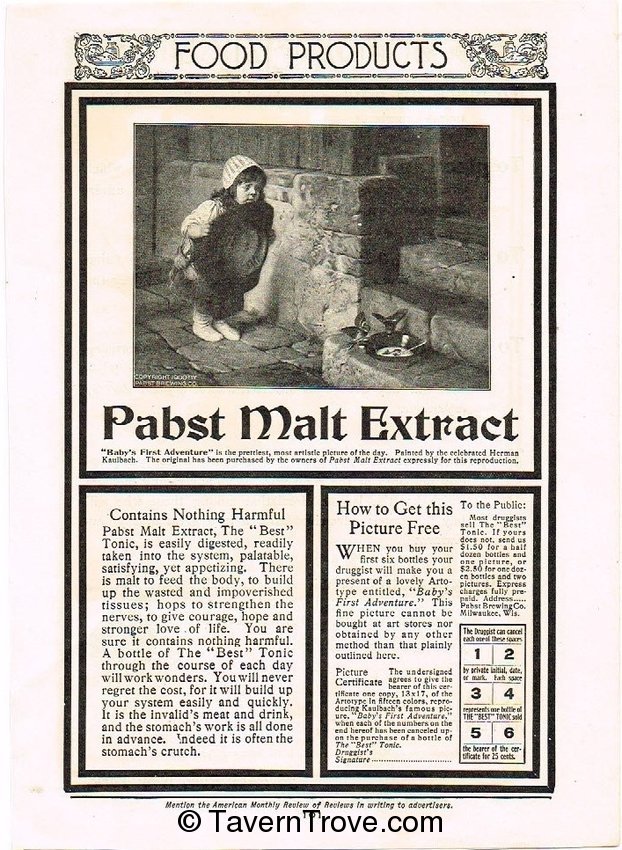 FOOD PRODUCTS
PABST BREWING CO.
Pabst Malt Extract
"Baby's First Adventure" is the prettiest, most artistic picture of the day. Painted by the celebrated Herman
Kaulbach. The original has been purchased by the owners of Pabst Malt Extract expressly for this reproduction.
Contains Nothing Harmful
Pabst Malt Extract, The "Best"
Tonic, is easily digested, readily
taken into the system, palatable,
satisfying, yet appetizing. There
is malt to feed the body, to build
up the wasted and impoverished
tissues; hops to strengthen the
nerves, to give courage, hope and
stronger love of life. You are
sure it contains nothing harmful.
A bottle of The "Best" Tonic
through the course of each day
will work wonders. You will never
regret the cost, for it will build up
your system easily and quickly.
It is the invalid's meat and drink,
and the stomach's work is all done
in advance. Indeed it is often the
stomach's crutch.
How to Get this
Picture Free
WHEN you buy your
first six bottles your
druggist will make you a
present of a lovely Arto-
type entitled, "Baby's
First Adventure." This
fine picture cannot be
bought at art stores nor
obtained by any other
method than that plainly
outlined here.
Picture
Certificate
The undersigned
agrees to give the
bearer of this cer-
tificate one copy, 13x17, of the
Artotype in fifteen colors, repro-
ducing Kaulbach's famous pic-
ture, "Baby's First Adventure,"
when each of the numbers on the
end hereof has been canceled up-
on the purchase of a bottle of
The "Best" Tonic.
Druggist's
Signature
To the Public:
Most druggists
sell The "Best"
Tonic. If yours
does not, send us
$1.50 for a half
dozen bottles and
one picture, or
$2.50 for one doz-
en bottles and two
pictures. Express
charges fully pre-
paid. Address.....
Pabst Brewing Co.
Milwaukee, Wis.
The Druggist can cancel
each one of these spaces
1 2
by private initial, date,
or mark. Each space
3 4
represents one bottle of
THE "BEST" TONIC sold
5 6
the bearer of the cer-
tificate for 25 cents.
Mention the American Monthly Review of Reviews in writing to advertisers.
© TavernTrove.com